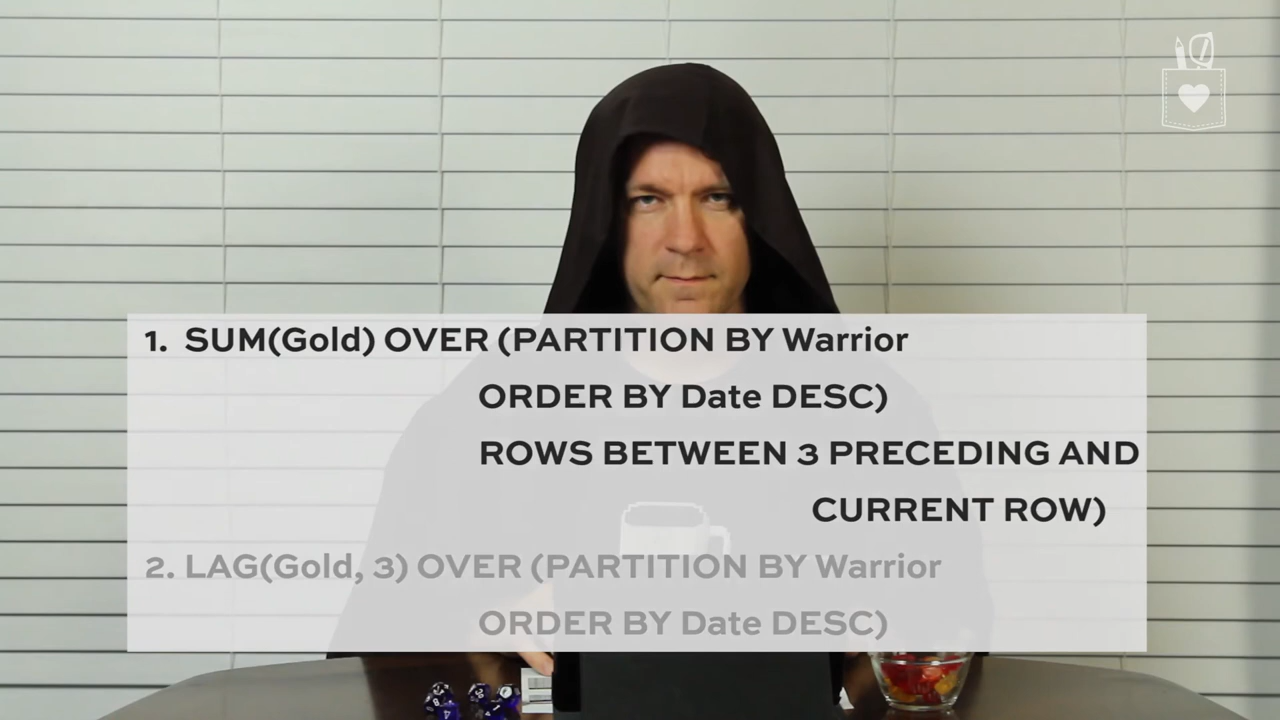 1. SUM(Gold) OVER (PARTITION BY Warrior
ORDER BY Date DESC)
ROWS BETWEEN 3 PRECEDING AND
CURRENT ROW)
2. LAG(Gold, 3) OVER (PARTITION BY Warrior
ORDER BY Date DESC)